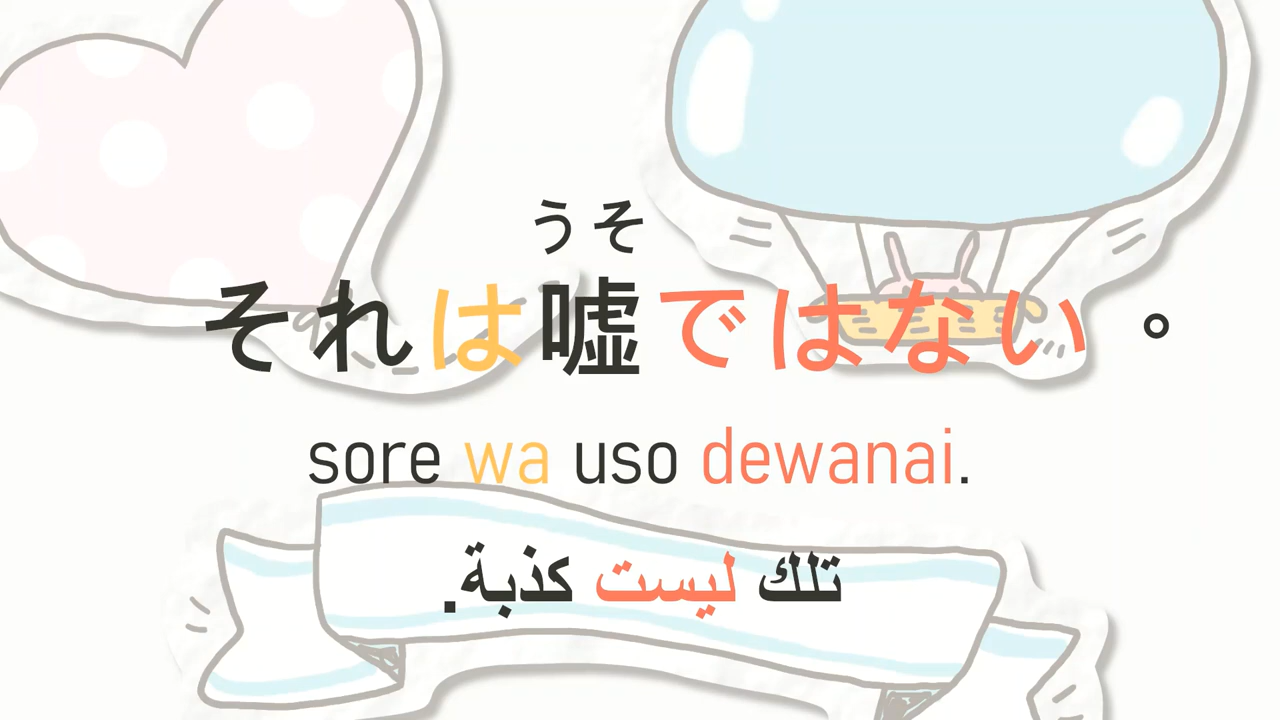 うそ
それは嘘ではない。
sore wa uso dewanai.
تلك ليست كذبة.